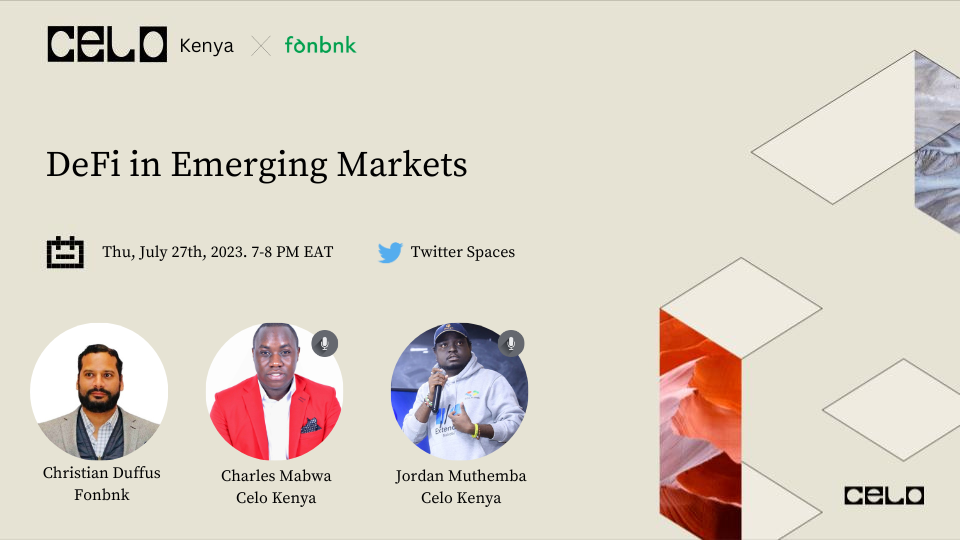 CELO Kenya fonbnk
DeFi in Emerging Markets
Thu, July 27th, 2023. 7-8 PM EAT
Twitter Spaces
Christian Duffus
Fonbnk
Charles Mabwa
Celo Kenya
Jordan Muthemba
Celo Kenya
Extend
CELO